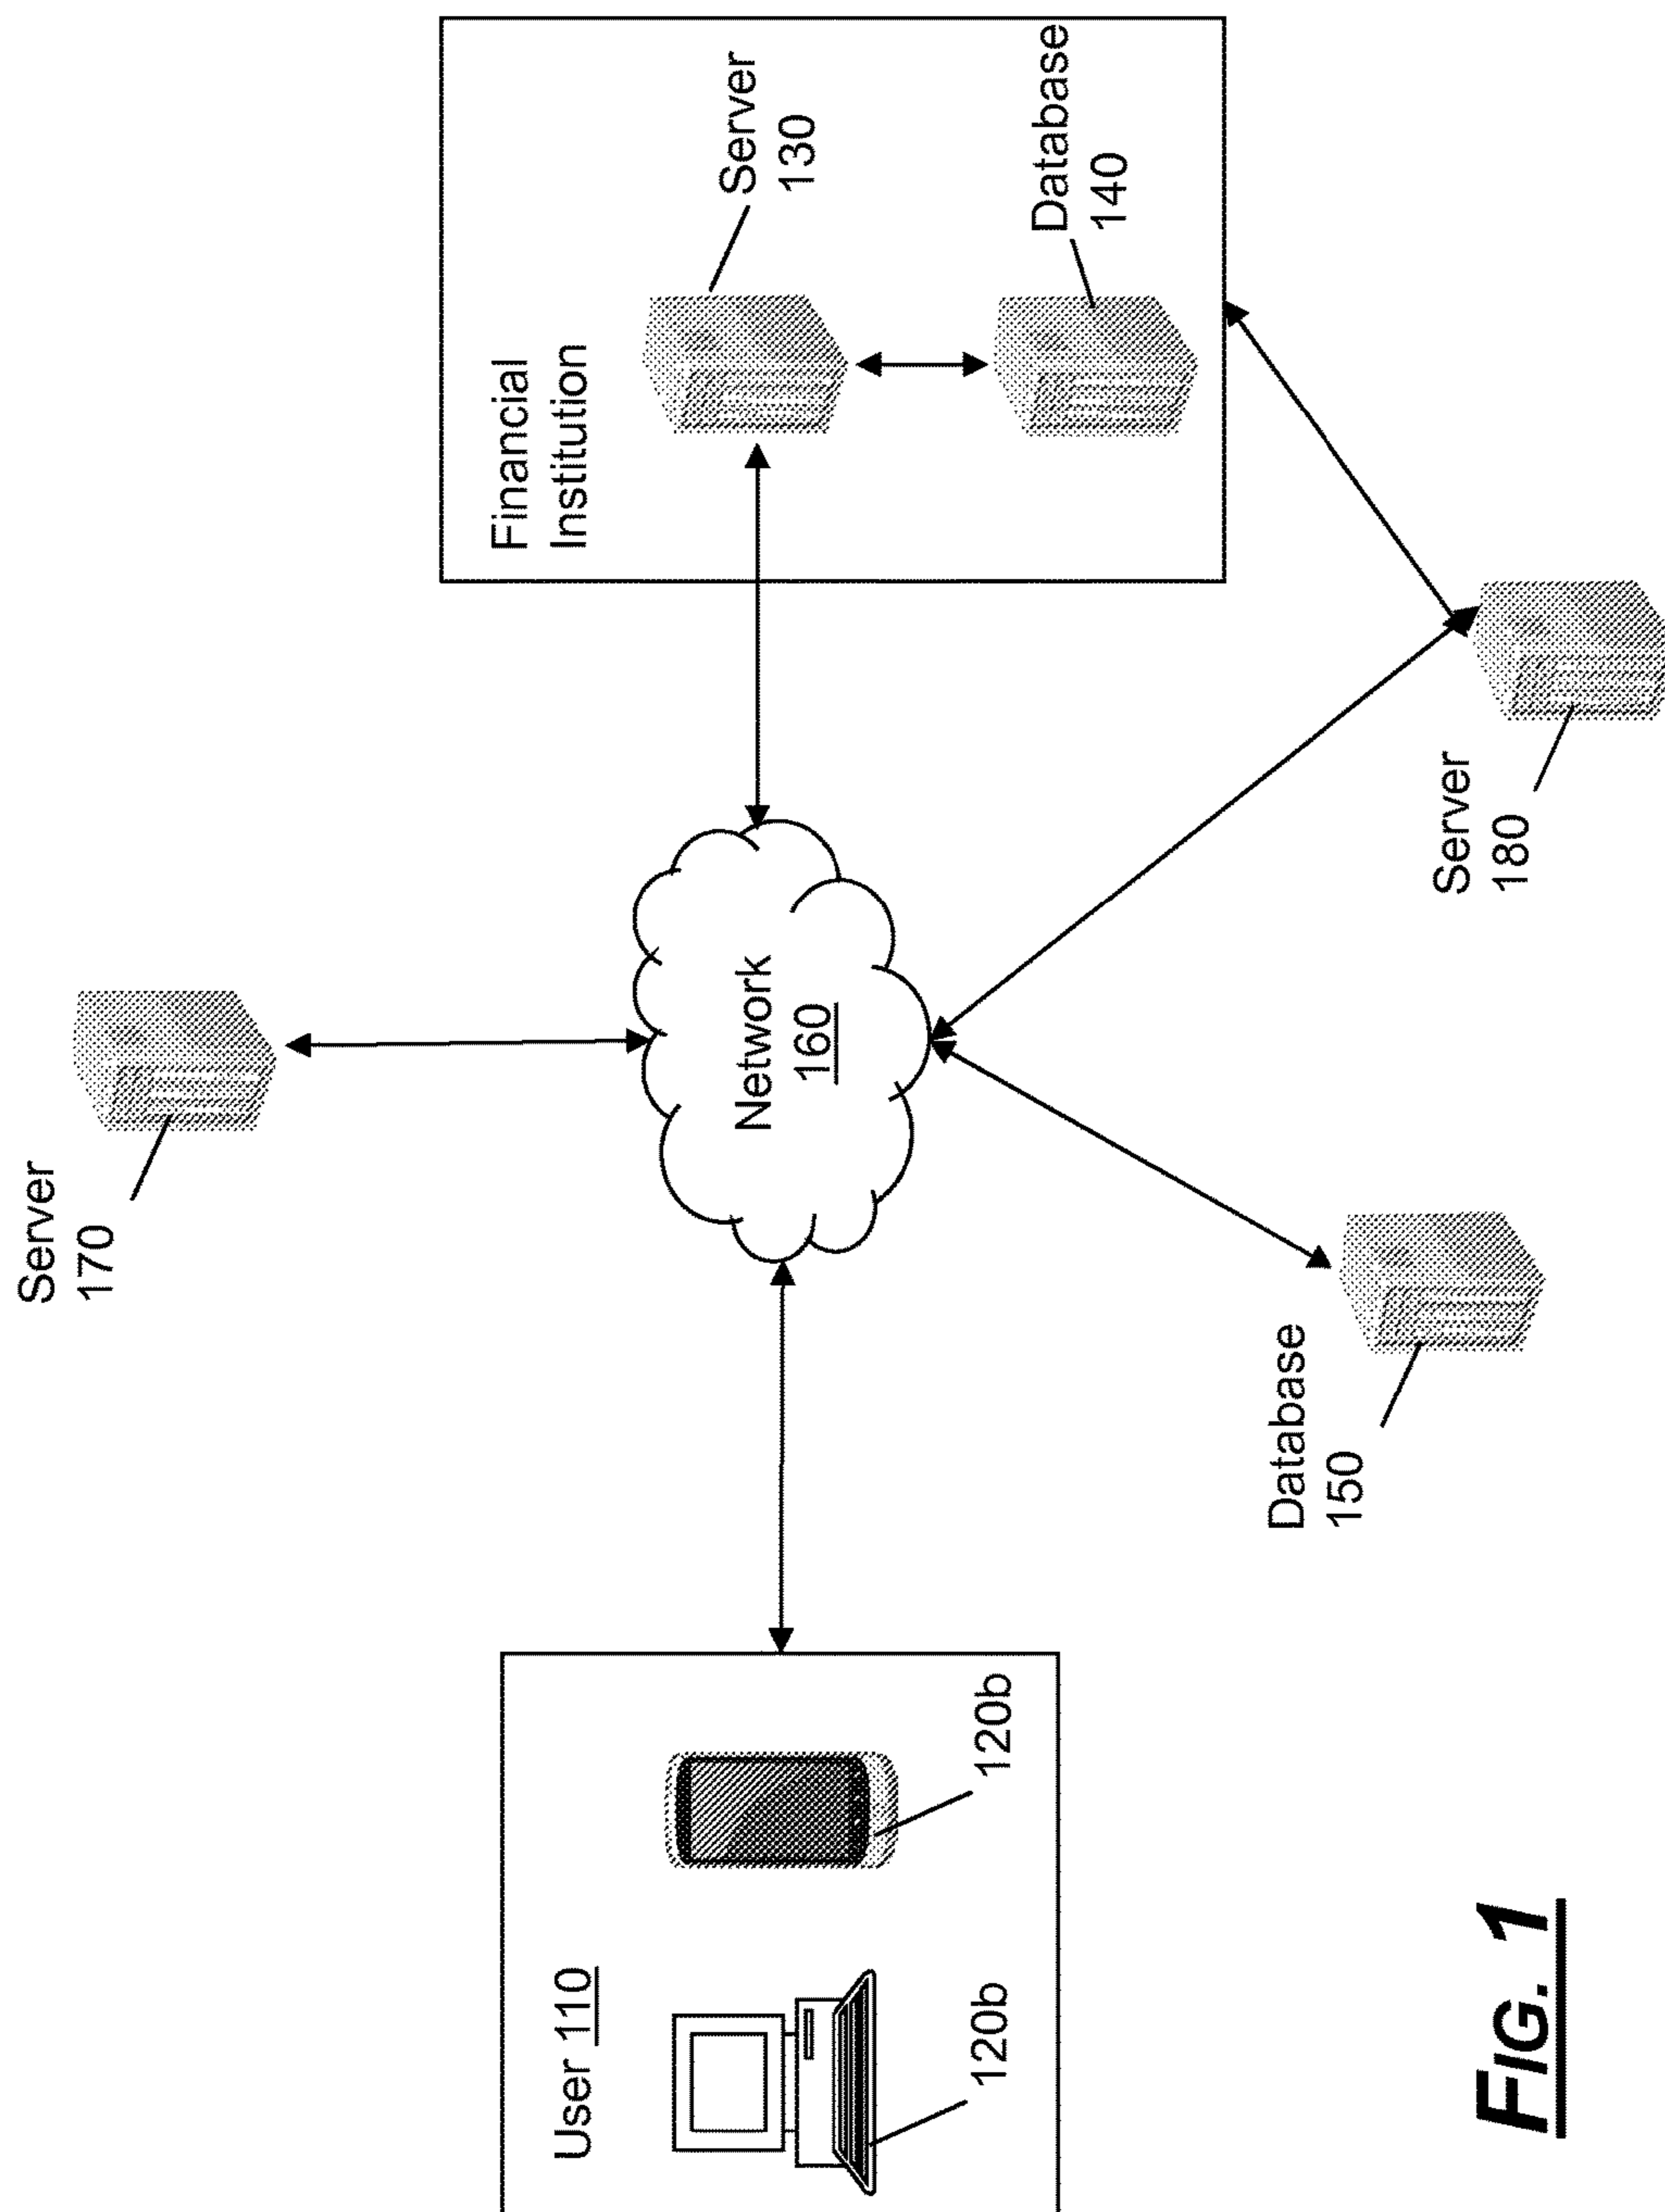 Server
170
User 110
120b
120b
Network
160
Financial
Institution
Server
130
Database
140
Database
150
Server
180
FIG. 1